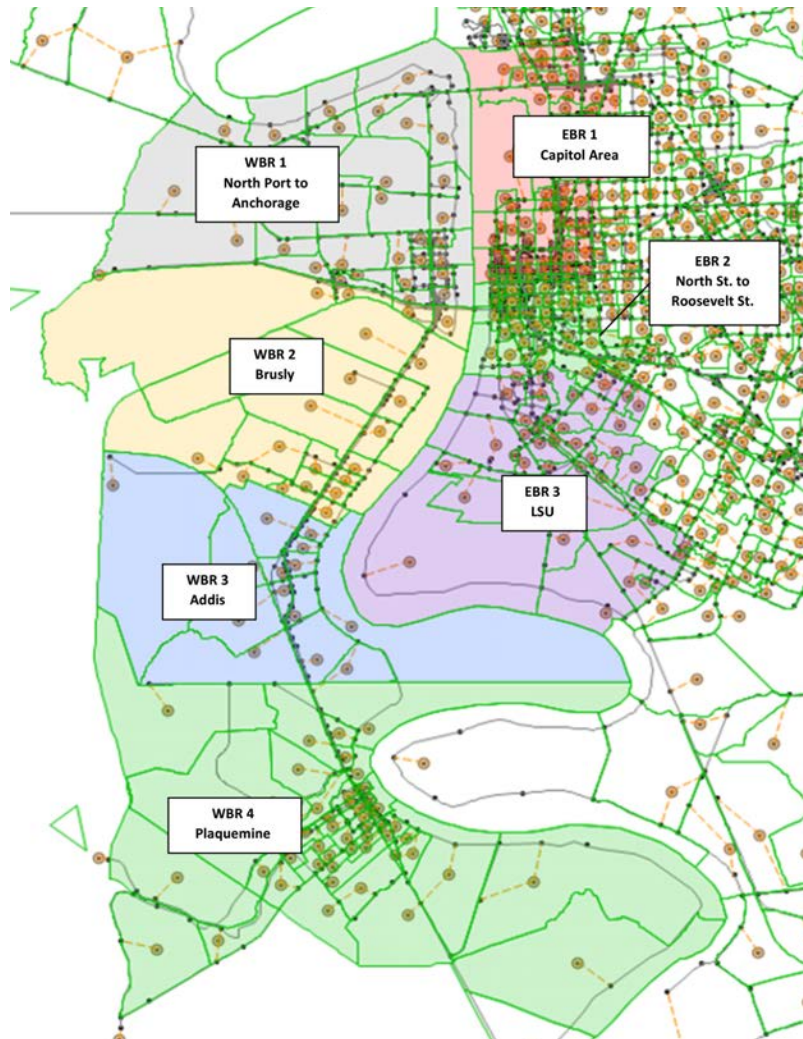 EBR 1
Capitol Area
WBR 1
North Port to
Anchorage
EBR 2
North St. to
Roosevelt St.
WBR 2
Brusly
EBR 3
LSU
WBR 3
Addis
WBR 4
Plaquemine